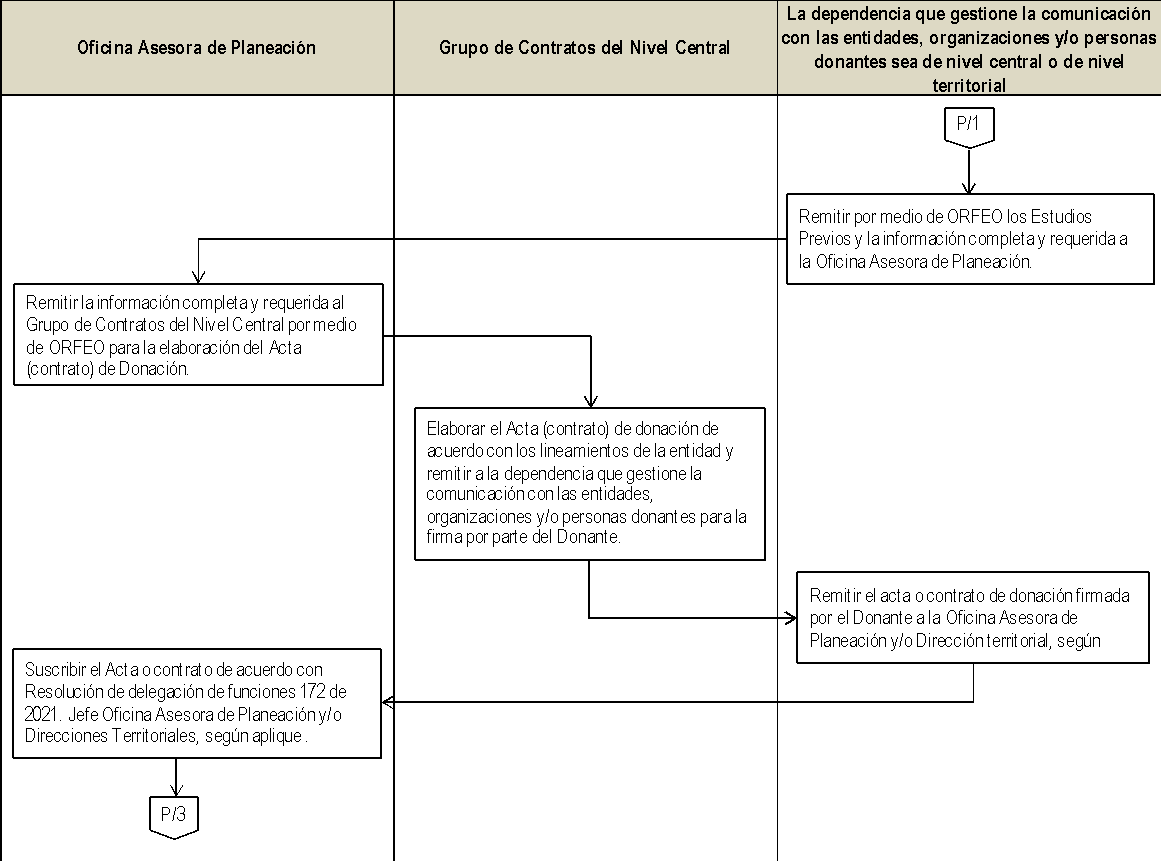 Oficina Asesora de Planeación
Grupo de Contratos del Nivel Central
La dependencia que gestione la comunicación
con las entidades, organizaciones y/o personas
donantes sea de nivel central o de nivel
territorial
P/1
Remitir por medio de ORFEO los Estudios
Previos y la información completa y requerida a
la Oficina Asesora de Planeación.
Remitir la información completa y requerida al
Grupo de Contratos del Nivel Central por medio
de ORFEO para la elaboración del Acta
(contrato) de Donación.
Elaborar el Acta (contrato) de donación de
acuerdo con los lineamientos de la entidad y
remitir a la dependencia que gestione la
comunicación con las entidades,
organizaciones y/o personas donantes para la
firma por parte del Donante.
Remitir el acta o contrato de donación firmada
por el Donante a la Oficina Asesora de
Planeación y/o Dirección territorial, según
Suscribir el Acta o contrato de acuerdo con
Resolución de delegación de funciones 172 de
2021. Jefe Oficina Asesora de Planeación y/o
Direcciones Territoriales, según aplique.
P/3